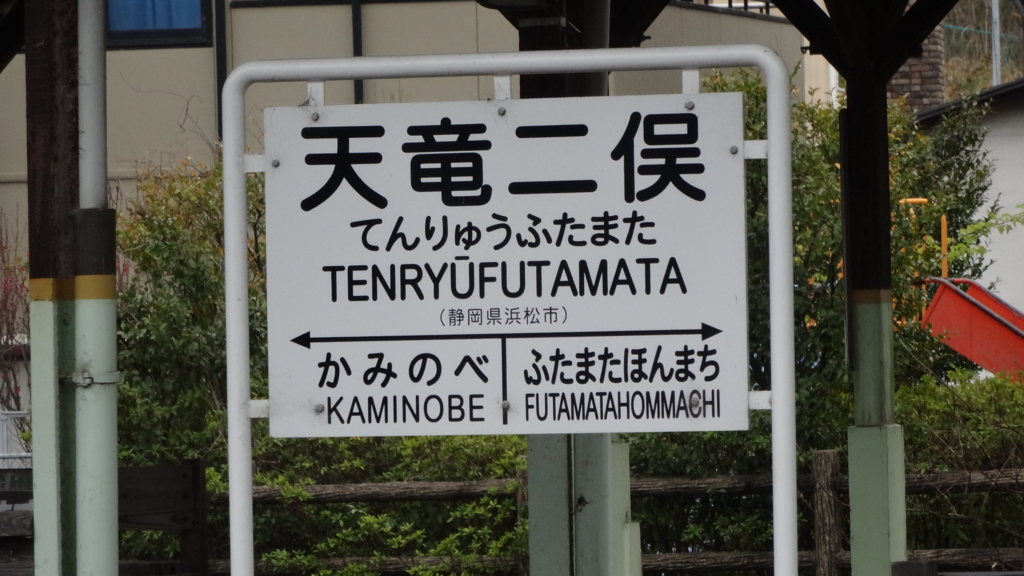 天竜二俣
てんりゅうふたまた
TENRYŪFUTAMATA
(静岡県浜松市)
かみのべ ふたまたほんまち
KAMINOBE FUTAMATAHOMMACHI